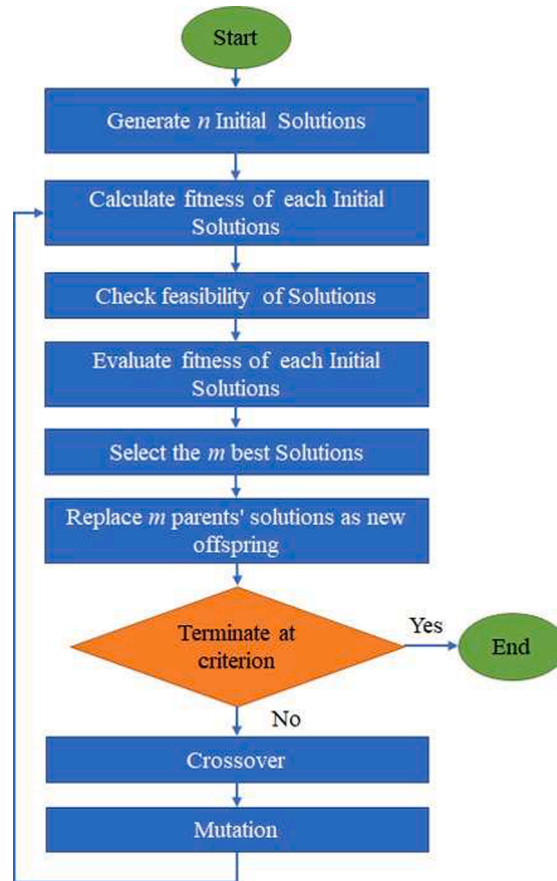 Start
Generate n Initial Solutions
Calculate fitness of each Initial
Solutions
Check feasibility of Solutions
Evaluate fitness of each Initial
Solutions
Select the m best Solutions
Replace m parents' solutions as new
offspring
Terminate at
criterion
Yes
End
No
Crossover
Mutation